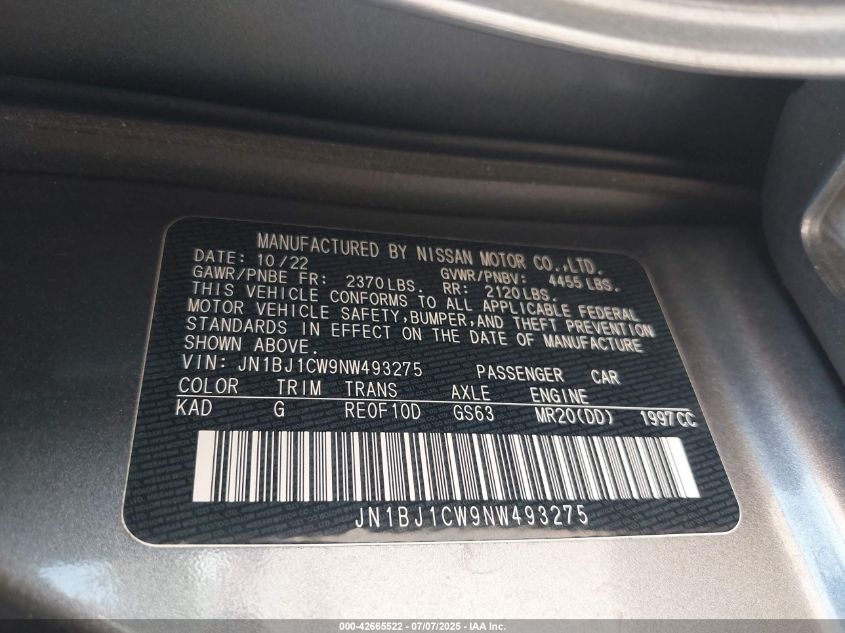 MANUFACTURED BY NISSAN MOTOR CO.,LTD.
DATE: 10/22
GAWR/PNBE FR: 2370LBS. GVWR/PNBV: 4455 LBS.
RR: 2120LBS.
THIS VEHICLE CONFORMS TO ALL APPLICABLE FEDERAL
MOTOR VEHICLE SAFETY,BUMPER,AND THEFT PREVENTION
STANDARDS IN EFFECT ON THE DATE OF MANUFACTURE
SHOWN ABOVE.
VIN: JN1BJ1CW9NW493275 PASSENGER CAR
COLOR TRIM TRANS AXLE ENGINE
KAD G RE0F10D GS63 MR20(DD) 1997CC
JN1BJ1CW9NW493275
000-42665522 - 07/07/2025 - IAA Inc.